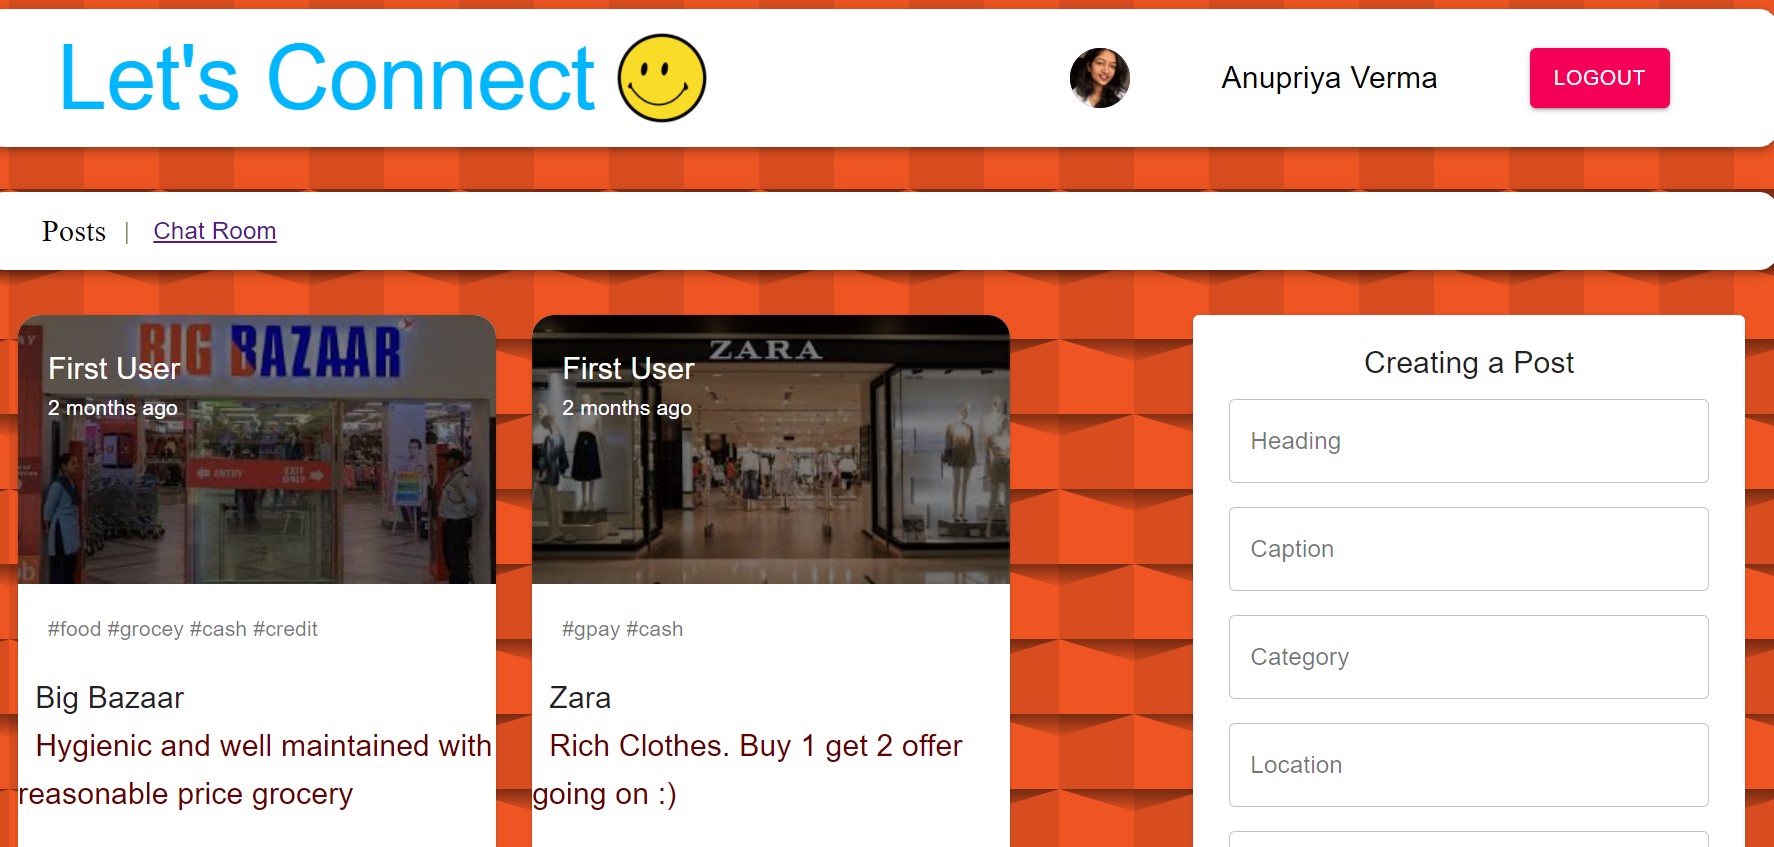 Let's Connect
Anupriya Verma
LOGOUT
Posts | Chat Room
BIG BAZAAR
First User
2 months ago
ENTRY
EXIT
ONLY
#food #grocey #cash #credit
Big Bazaar
Hygienic and well maintained with
reasonable price grocery
ZARA
First User
2 months ago
#gpay #cash
Zara
Rich Clothes. Buy 1 get 2 offer
going on :)
Creating a Post
Heading
Caption
Category
Location